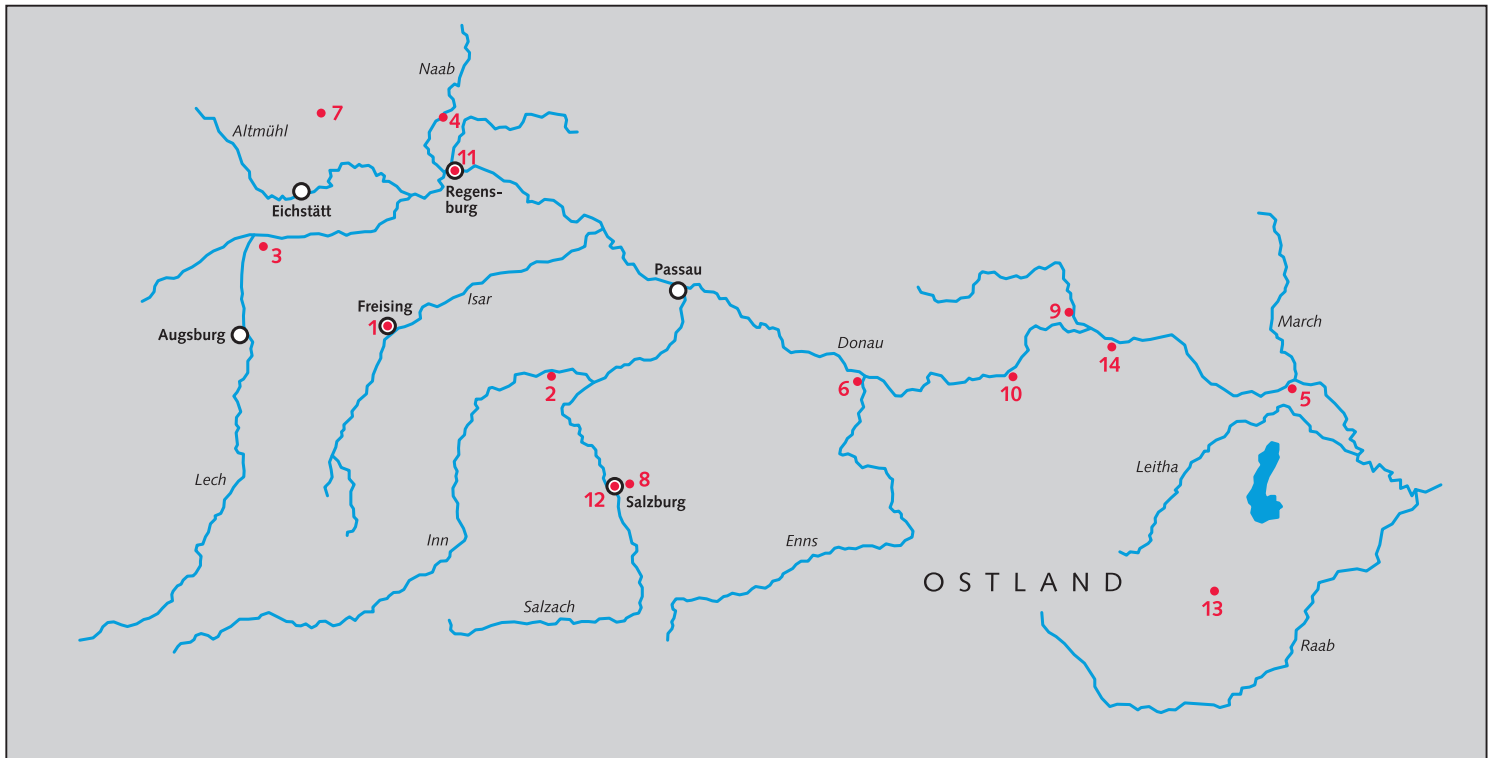 Naab
7
4
Altmühl
11
Regens-
burg
Eichstätt
3
Passau
Isar
Freising
1
9
March
Augsburg
Donau
14
2
6
10
5
Leitha
Lech
8
12
Salzburg
Inn
Enns
OSTLAND
Salzach
13
Raab